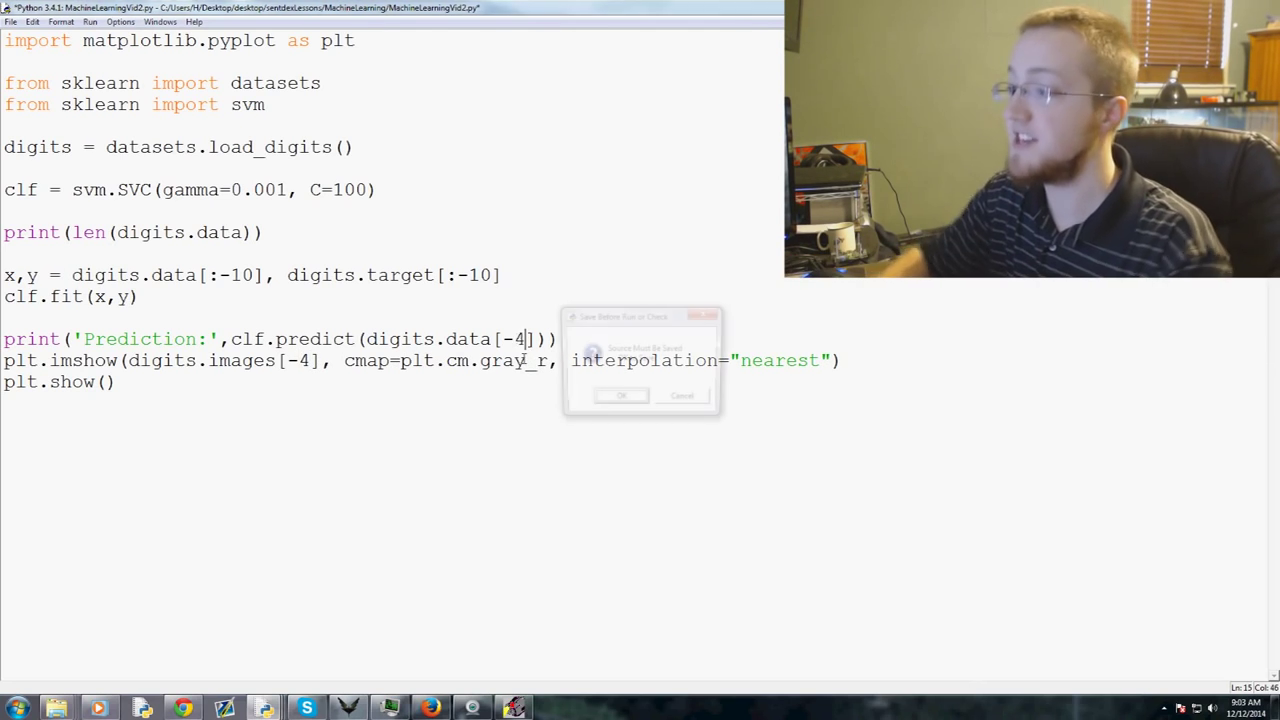 *Python 3.4.1: MachineLearningVid2.py - C:/Users/H/Desktop/desktop/sentdexLessons/MachineLearning/MachineLearningVid2.py*
File Edit Format Run Options Windows Help
import matplotlib.pyplot as plt
from sklearn import datasets
from sklearn import svm
digits = datasets.load_digits()
clf = svm.SVC(gamma=0.001, C=100)
print(len(digits.data))
x,y = digits.data[:-10], digits.target[:-10]
clf.fit(x,y)
Save Before Run or Check
print('Prediction:',clf.predict(digits.data[-4]))
Source Must Be Saved
plt.imshow(digits.images[-4], cmap=plt.cm.gray_r, interpolation="nearest")
plt.show()
OK Cancel
Ln: 15 Col: 46
9:03 AM
12/12/2014